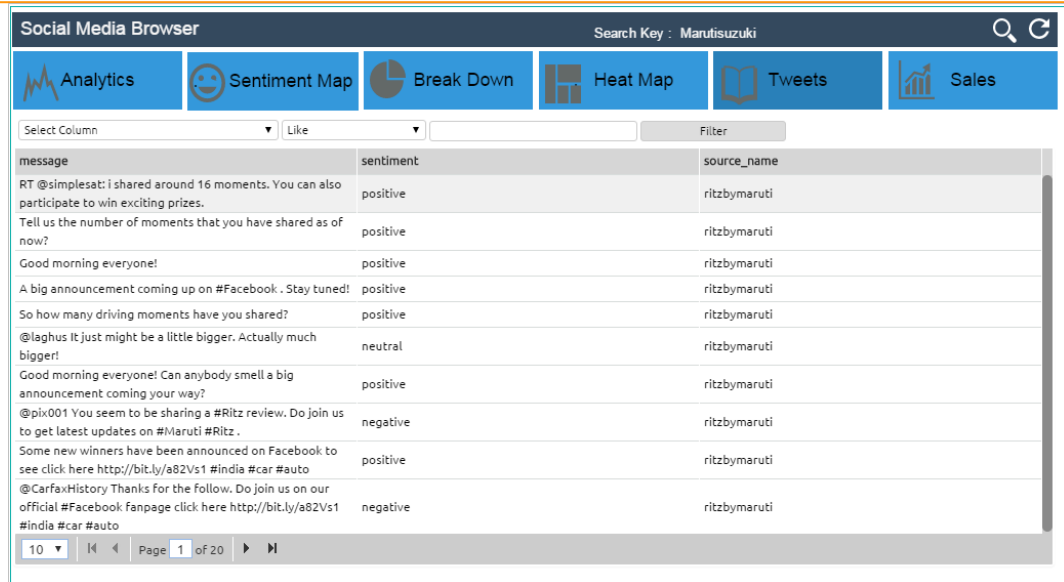 Social Media Browser Search Key : Marutisuzuki
Analytics Sentiment Map Break Down Heat Map Tweets Sales
Select Column Like Filter
message sentiment source_name
RT @simplesat: i shared around 16 moments. You can also
participate to win exciting prizes. positive ritzbymaruti
Tell us the number of moments that you have shared as of
now? positive ritzbymaruti
Good morning everyone! positive ritzbymaruti
A big announcement coming up on #Facebook . Stay tuned! positive ritzbymaruti
So how many driving moments have you shared? positive ritzbymaruti
@laghus It just might be a little bigger. Actually much
bigger! neutral ritzbymaruti
Good morning everyone! Can anybody smell a big
announcement coming your way? positive ritzbymaruti
@pix001 You seem to be sharing a #Ritz review. Do join us
to get latest updates on #Maruti #Ritz . negative ritzbymaruti
Some new winners have been announced on Facebook to
see click here http://bit.ly/a82Vs1 #india #car #auto positive ritzbymaruti
@CarfaxHistory Thanks for the follow. Do join us on our
official #Facebook fanpage click here http://bit.ly/a82Vs1 negative ritzbymaruti
#india #car #auto
10 Page 1 of 20